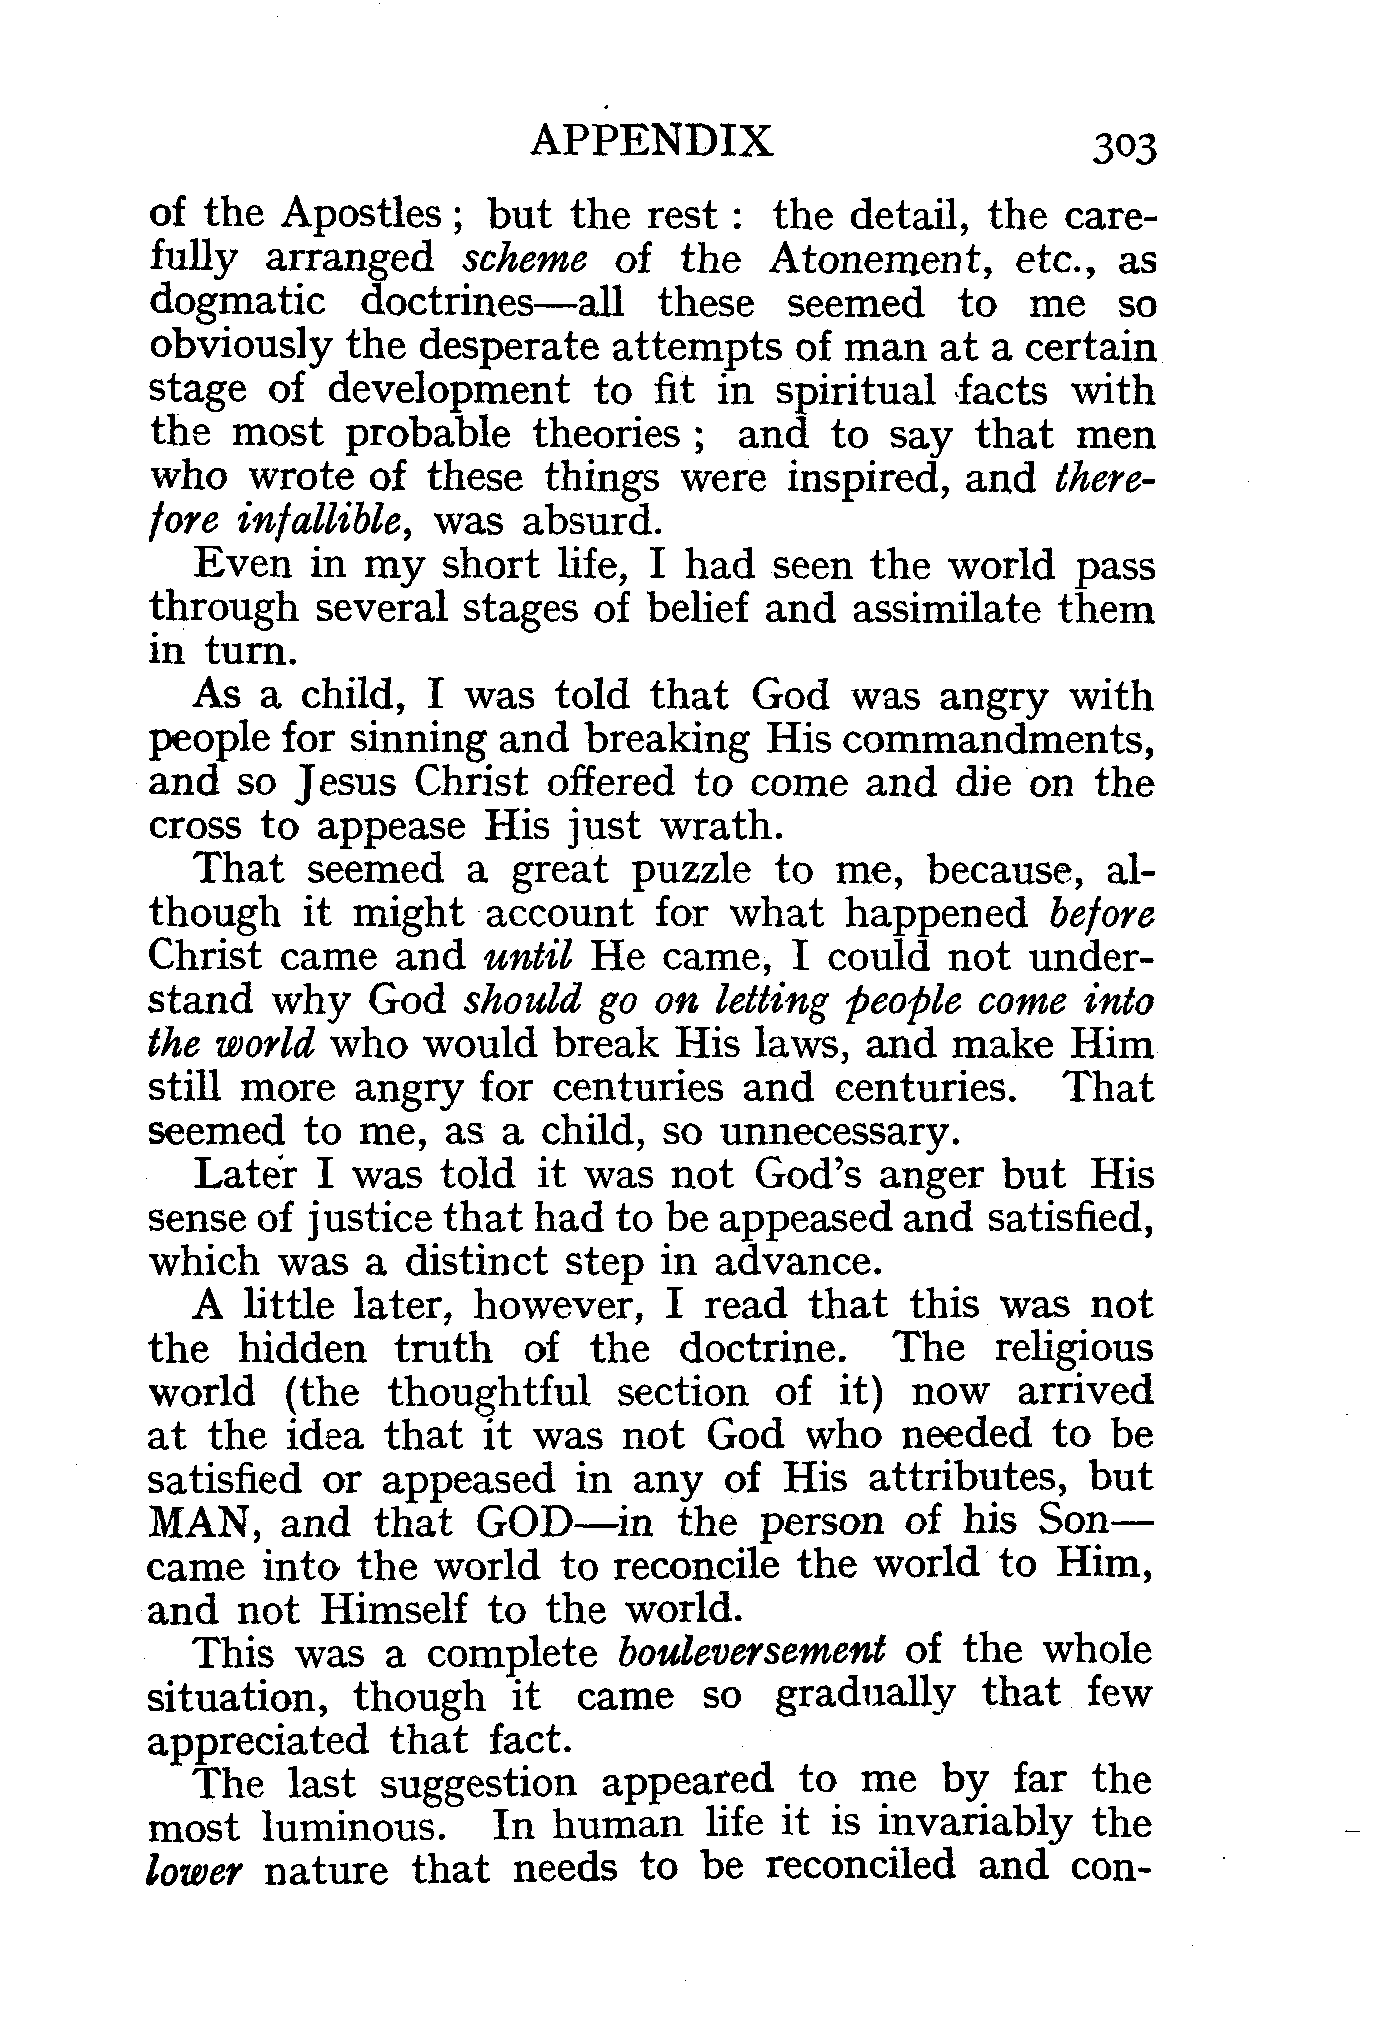 APPENDIX 303
of the Apostles ; but the rest : the detail, the care-
fully arranged scheme of the Atonement, etc., as
dogmatic doctrines—all these seemed to me so
obviously the desperate attempts of man at a certain
stage of development to fit in spiritual facts with
the most probable theories ; and to say that men
who wrote of these things were inspired, and there-
fore infallible, was absurd.
Even in my short life, I had seen the world pass
through several stages of belief and assimilate them
in turn.
As a child, I was told that God was angry with
people for sinning and breaking His commandments,
and so Jesus Christ offered to come and die on the
cross to appease His just wrath.
That seemed a great puzzle to me, because, al-
though it might account for what happened before
Christ came and until He came, I could not under-
stand why God should go on letting people come into
the world who would break His laws, and make Him
still more angry for centuries and centuries. That
seemed to me, as a child, so unnecessary.
Later I was told it was not God's anger but His
sense of justice that had to be appeased and satisfied,
which was a distinct step in advance.
A little later, however, I read that this was not
the hidden truth of the doctrine. The religious
world (the thoughtful section of it) now arrived
at the idea that it was not God who needed to be
satisfied or appeased in any of His attributes, but
MAN, and that GOD—in the person of his Son—
came into the world to reconcile the world to Him,
and not Himself to the world.
This was a complete bouleversement of the whole
situation, though it came so gradually that few
appreciated that fact.
The last suggestion appeared to me by far the
most luminous. In human life it is invariably the
lower nature that needs to be reconciled and con-